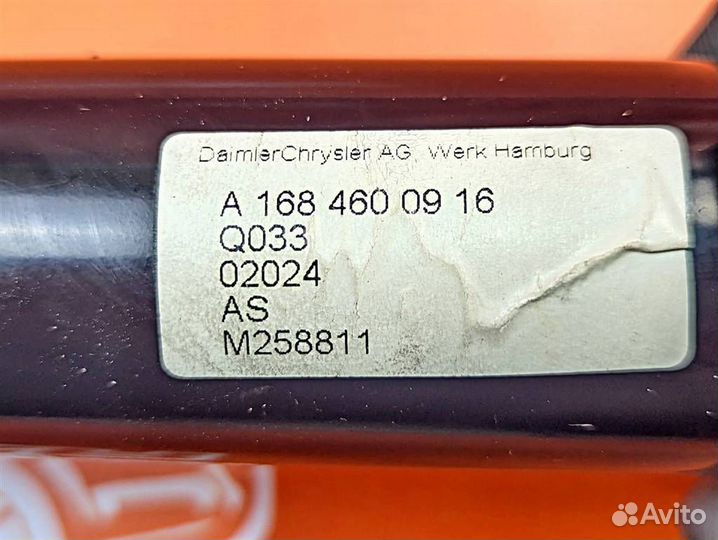 DaimlerChrysler AG, Werk Hamburg
A 168 460 09 16
Q033
02024
AS
M258811
Avito